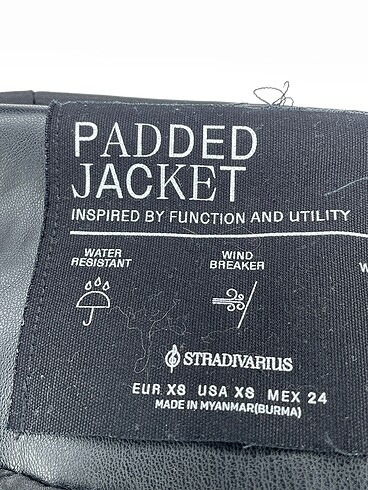 PADDED
JACKET
INSPIRED BY FUNCTION AND UTILITY
WATER
RESISTANT
WIND
BREAKER
STRADIVARIUS
EUR XS USA XS MEX 24
MADE IN MYANMAR(BURMA)